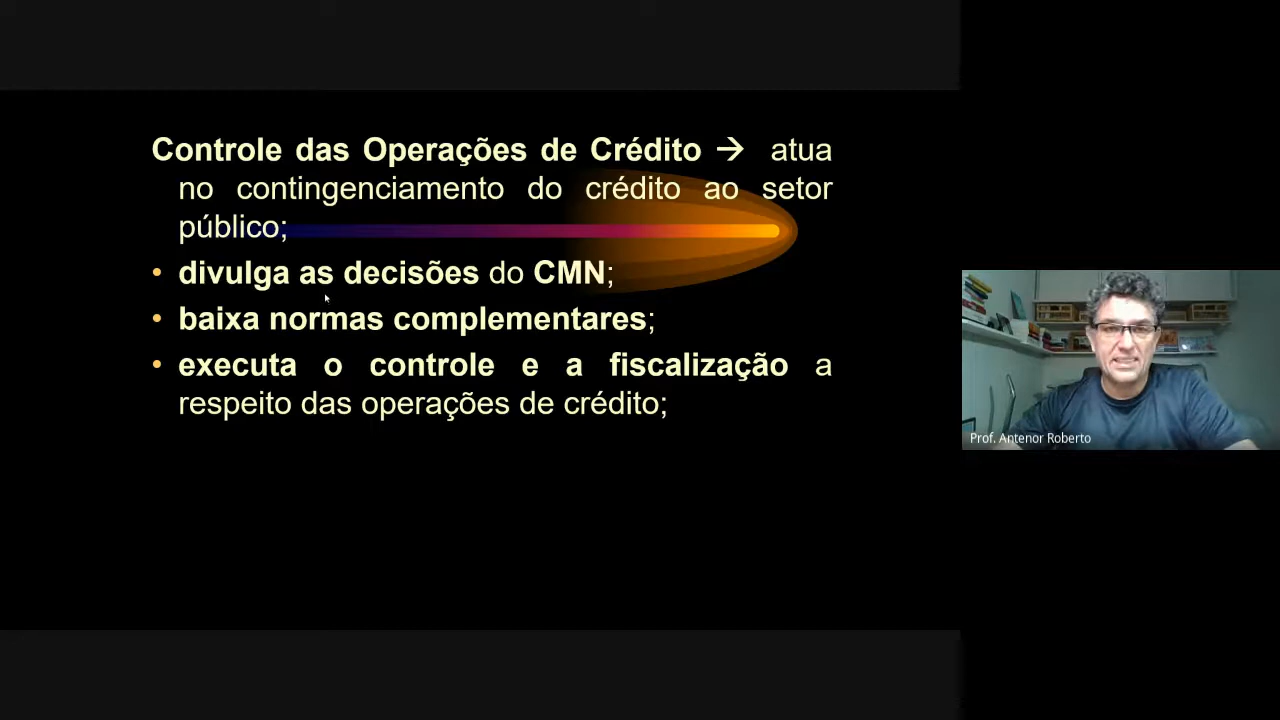 Controle das Operações de Crédito → atua
no contingenciamento do crédito ao setor
público;
• divulga as decisões do CMN;
• baixa normas complementares;
• executa o controle e a fiscalização a
respeito das operações de crédito;
Prof. Antenor Roberto